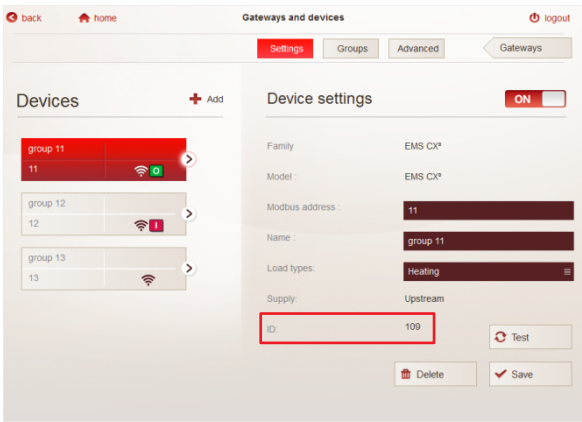 back
home
Gateways and devices
logout
Settings
Groups
Advanced
Gateways
Devices
Add
group 11
11
O
group 12
12
I
group 13
13
Device settings
ON
Family
EMS CX³
Model :
EMS CX³
Modbus address :
11
Name :
group 11
Load types:
Heating
Supply:
Upstream
ID:
109
Test
Delete
Save